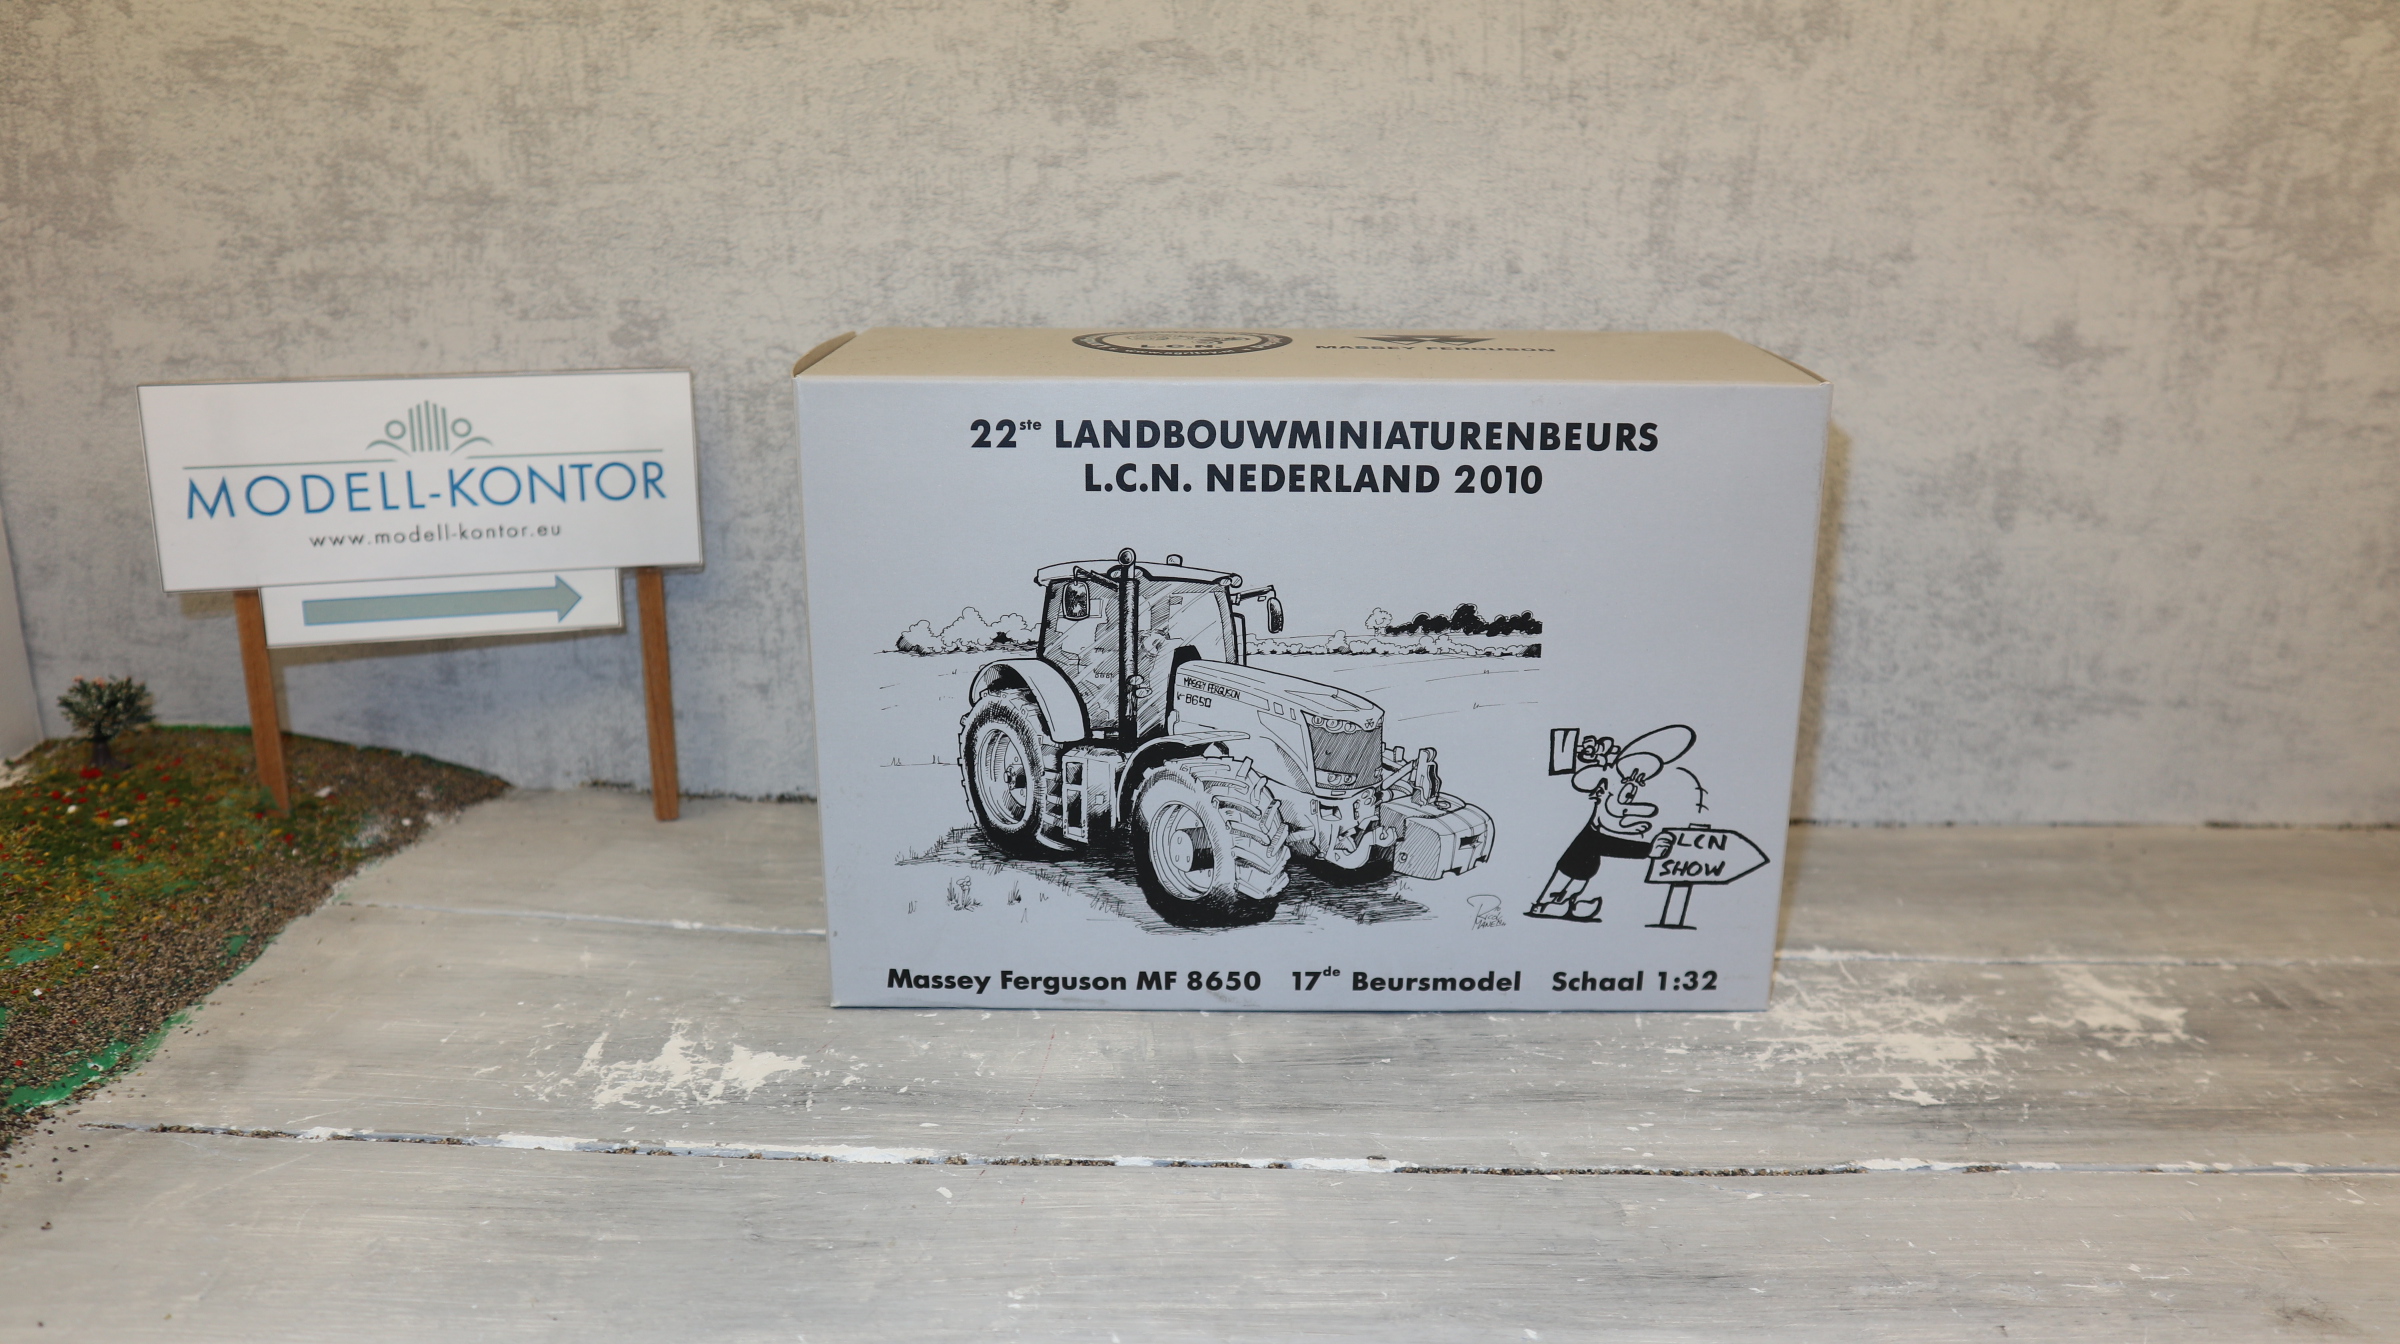 MODELL-KONTOR
www.modell-kontor.eu
L.C.N.
MASSEY FERGUSON
22ste LANDBOUWMINIATURENBEURS
L.C.N. NEDERLAND 2010
MASSEY FERGUSON
8650
LCN
SHOW
Massey Ferguson MF 8650 17de Beursmodel Schaal 1:32